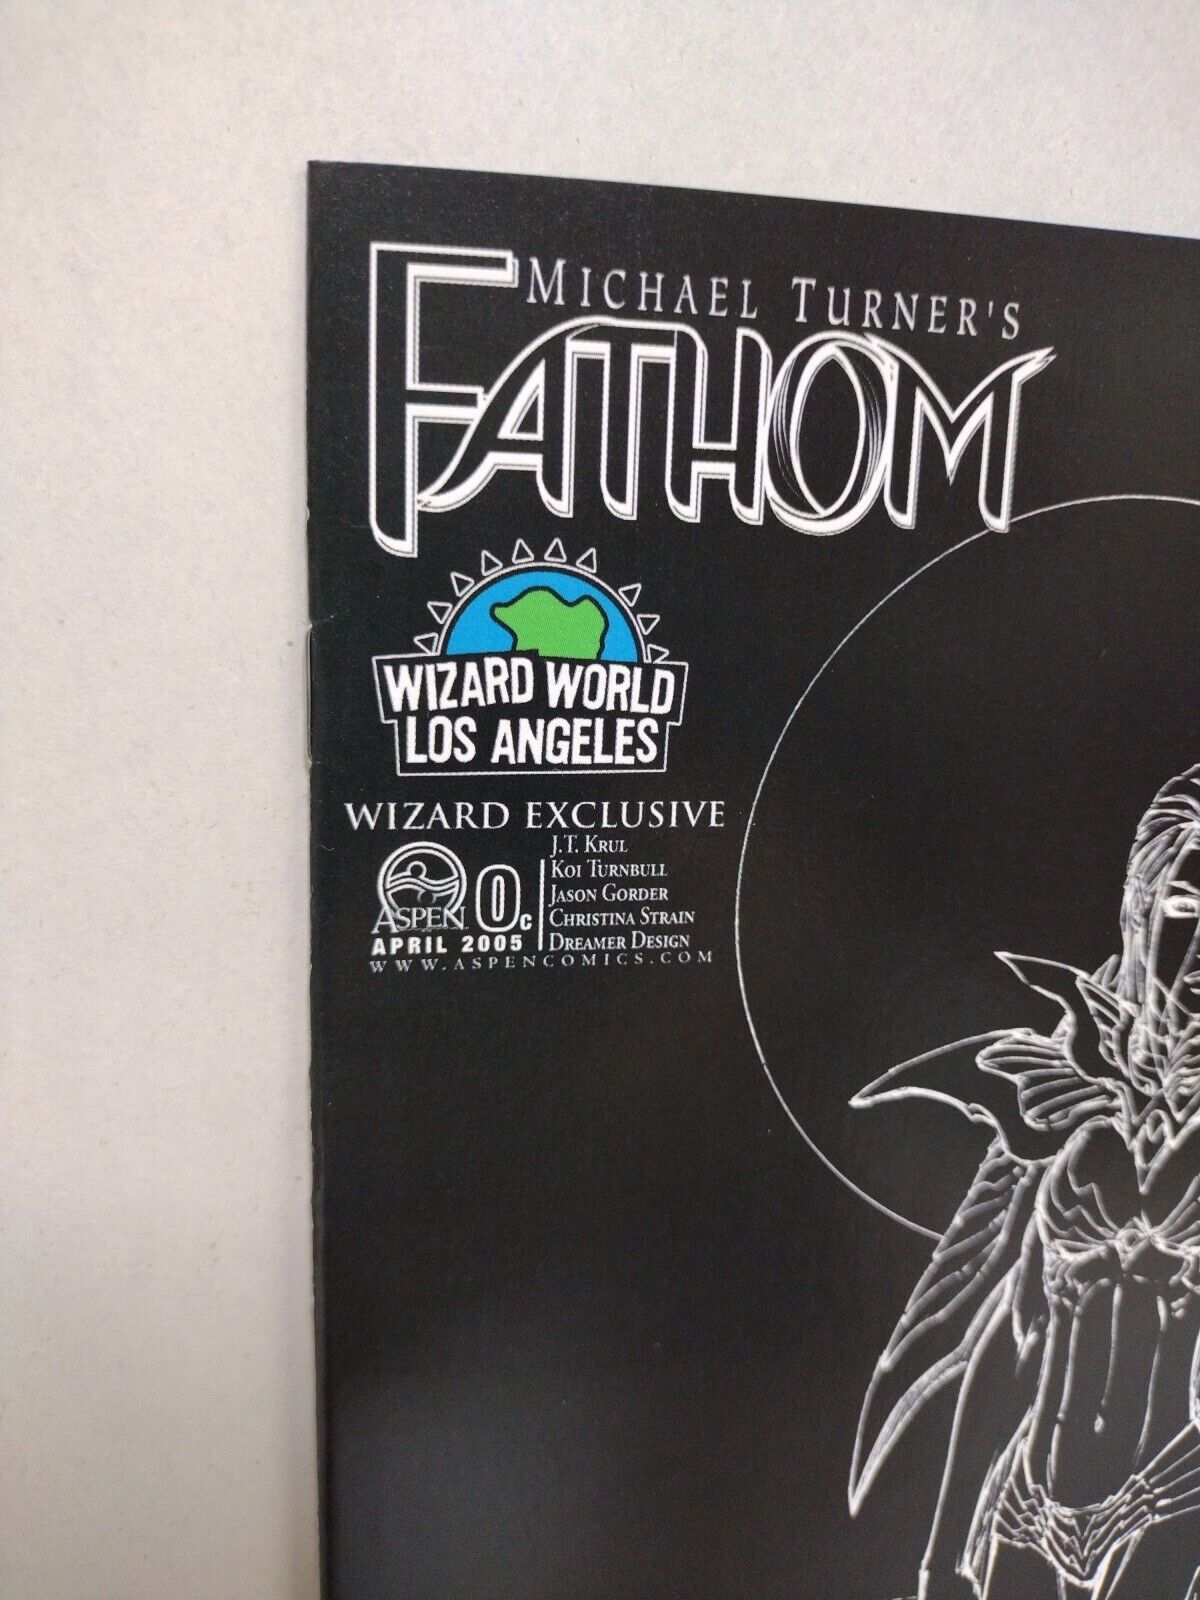 MICHAEL TURNER'S
FATHOM
WIZARD WORLD
LOS ANGELES
WIZARD EXCLUSIVE
J.T. KRUL
KOI TURNBULL
JASON GORDER
CHRISTINA STRAIN
DREAMER DESIGN
ASPEN
0c
APRIL 2005
WWW.ASPENCOMICS.COM